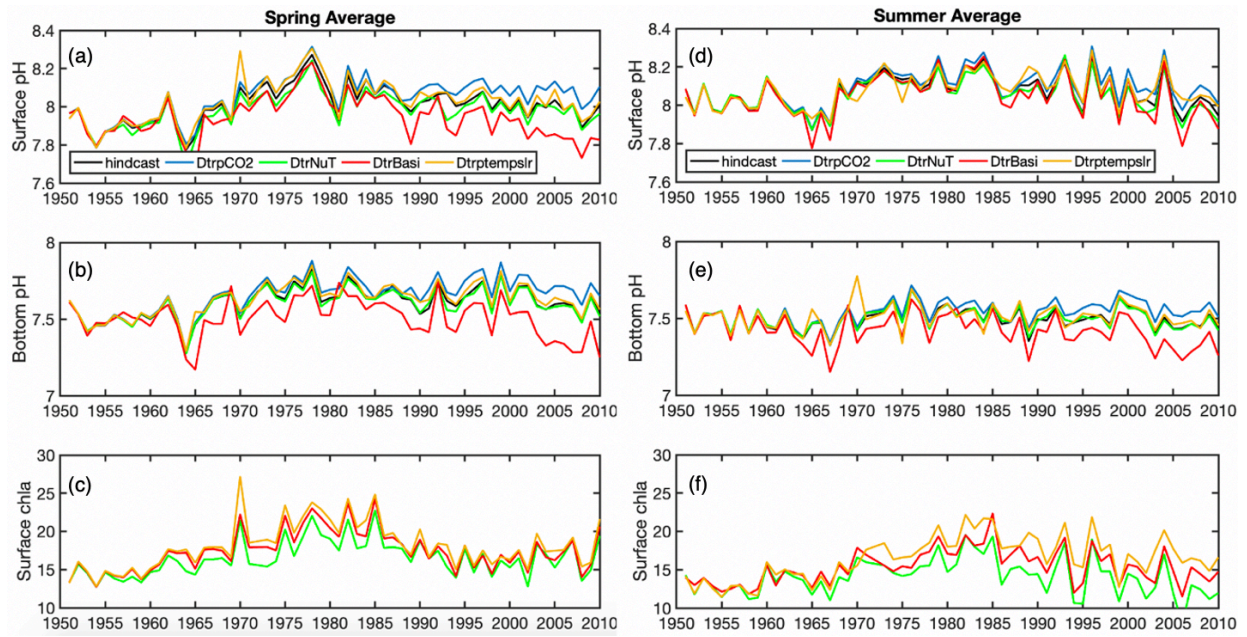 Spring Average
Summer Average
(a)
(d)
Surface pH
Surface pH
8.4
8.2
8
7.8
7.6
8.4
8.2
8
7.8
7.6
hindcast DtrpCO2 DtrNuT DtrBasi Dtrptempslr
hindcast DtrpCO2 DtrNuT DtrBasi Dtrptempslr
1950 1955 1960 1965 1970 1975 1980 1985 1990 1995 2000 2005 2010
1950 1955 1960 1965 1970 1975 1980 1985 1990 1995 2000 2005 2010
(b)
(e)
Bottom pH
Bottom pH
8
7.5
7
8
7.5
7
1950 1955 1960 1965 1970 1975 1980 1985 1990 1995 2000 2005 2010
1950 1955 1960 1965 1970 1975 1980 1985 1990 1995 2000 2005 2010
(c)
(f)
Surface chla
Surface chla
30
25
20
15
10
30
25
20
15
10
1950 1955 1960 1965 1970 1975 1980 1985 1990 1995 2000 2005 2010
1950 1955 1960 1965 1970 1975 1980 1985 1990 1995 2000 2005 2010